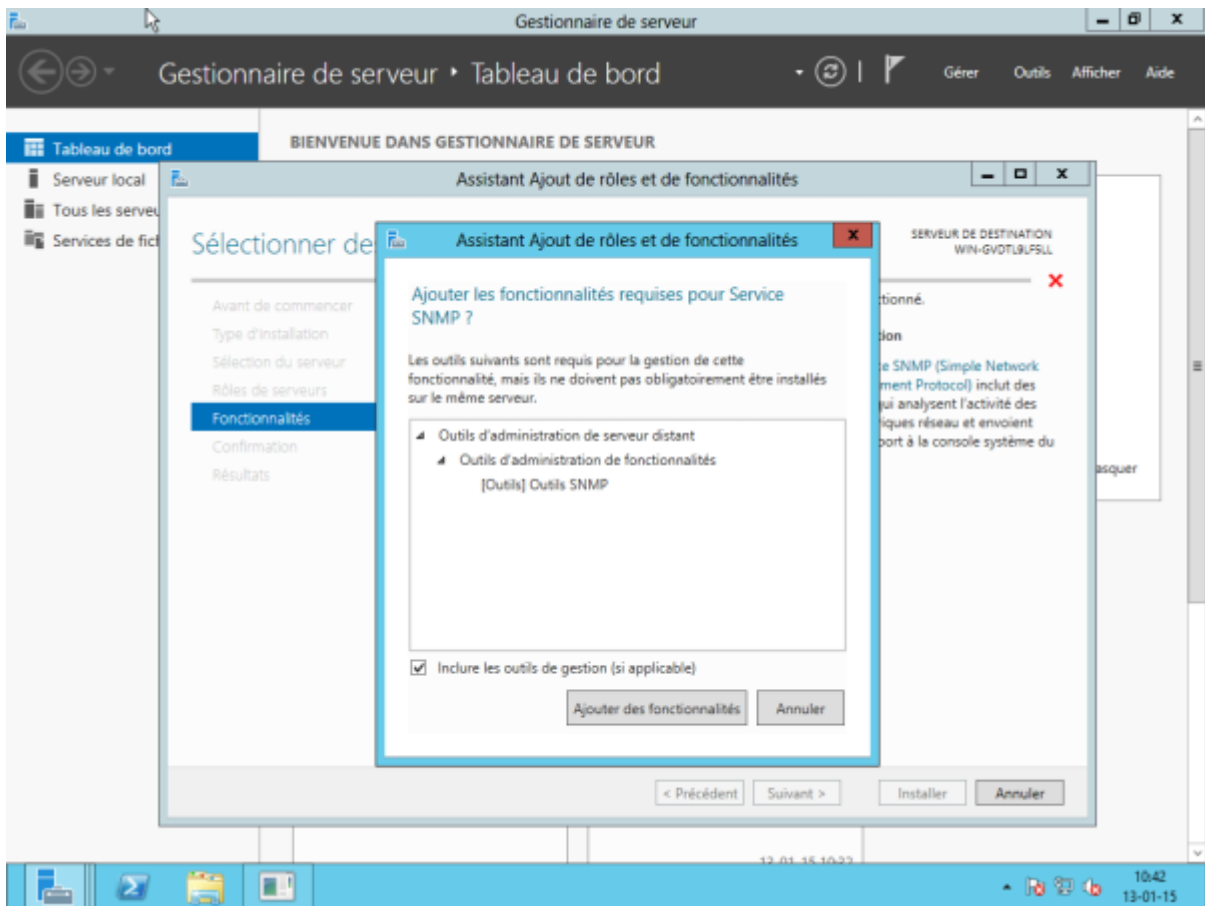 Gestionnaire de serveur
Gestionnaire de serveur ‣ Tableau de bord
Gérer
Outils
Afficher
Aide
Tableau de bord
Serveur local
Tous les serveu
Services de fich
BIENVENUE DANS GESTIONNAIRE DE SERVEUR
Assistant Ajout de rôles et de fonctionnalités
Sélectionner de
SERVEUR DE DESTINATION
Avant de commencer
Type d'installation
Sélection du serveur
Rôles de serveurs
Fonctionnalités
Confirmation
Résultats
Assistant Ajout de rôles et de fonctionnalités
Ajouter les fonctionnalités requises pour Service
SNMP ?
Les outils suivants sont requis pour la gestion de cette
fonctionnalité, mais ils ne doivent pas obligatoirement être installés
sur le même serveur.
Outils d'administration de serveur distant
Outils d'administration de fonctionnalités
[Outils] Outils SNMP
Inclure les outils de gestion (si applicable)
Ajouter des fonctionnalités
Annuler
tionné.
tion
e SNMP (Simple Network
ment Protocol) inclut des
qui analysent l'activité des
iques réseau et envoient
port à la console système du
asquer
< Précédent
Suivant >
Installer
Annuler
13-01-15 10:32
10:42
13-01-15